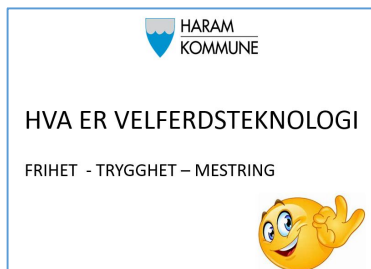 HARAM
KOMMUNE
HVA ER VELFERDSTEKNOLOGI
FRIHET - TRYGGHET – MESTRING